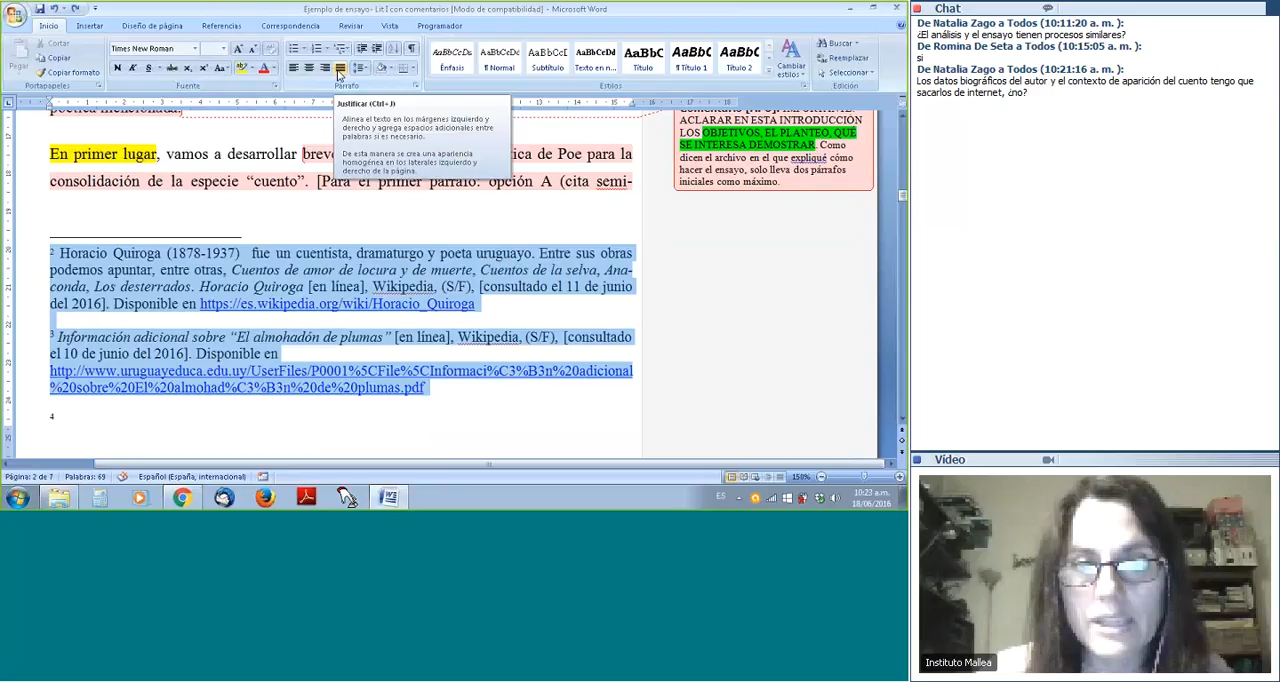 Ejemplo de ensayo- Lit I con comentarios [Modo de compatibilidad] - Microsoft Word
Inicio Insertar Diseño de página Referencias Correspondencia Revisar Vista Programador
Cortar
Copiar
Pegar
Copiar formato
Portapapeles
Times New Roman
N K S abc x₂ x² Aa
Fuente
Párrafo
AaBbCcDc AaBbCcDc AaBbCcI AaBbCcDd AaBbC AaBbC AaBbC
Énfasis ¶ Normal Subtítulo Texto en n... Título ¶ Título 1 Título 2
Cambiar
estilos
Estilos
Buscar
Reemplazar
Seleccionar
Edición
Justificar (Ctrl+J)
Alinea el texto en los márgenes izquierdo y
derecho y agrega espacios adicionales entre
palabras si es necesario.
De esta manera se crea una apariencia
homogénea en los laterales izquierdo y
derecho de la página.
poética mencionada.
En primer lugar, vamos a desarrollar ica de Poe para la
consolidación de la especie “cuento”. [Para el primer párrafo: opción A (cita semi-
ACLARAR EN ESTA INTRODUCCIÓN
LOS OBJETIVOS, EL PLANTEO, QUÉ
SE INTERESA DEMOSTRAR. Como
dicen el archivo en el que expliqué cómo
hacer el ensayo, solo lleva dos párrafos
iniciales como máximo.
2 Horacio Quiroga (1878-1937) fue un cuentista, dramaturgo y poeta uruguayo. Entre sus obras
podemos apuntar, entre otras, Cuentos de amor de locura y de muerte, Cuentos de la selva, Ana-
conda, Los desterrados. Horacio Quiroga [en línea], Wikipedia, (S/F), [consultado el 11 de junio
del 2016]. Disponible en https://es.wikipedia.org/wiki/Horacio_Quiroga
3 Información adicional sobre “El almohadón de plumas” [en línea], Wikipedia, (S/F), [consultado
el 10 de junio del 2016]. Disponible en
http://www.uruguayeduca.edu.uy/UserFiles/P0001%5CFile%5CInformaci%C3%B3n%20adicional
%20sobre%20El%20almohad%C3%B3n%20de%20plumas.pdf
4
Página: 2 de 7 Palabras: 69 Español (España, internacional) 150%
ES
10:23 a.m.
18/06/2016
Chat
De Natalia Zago a Todos (10:11:20 a. m.):
¿El análisis y el ensayo tienen procesos similares?
De Romina De Seta a Todos (10:15:05 a. m.):
si
De Natalia Zago a Todos (10:21:16 a. m.):
Los datos biográficos del autor y el contexto de aparición del cuento tengo que
sacarlos de internet, ¿no?
Vídeo
Instituto Mallea